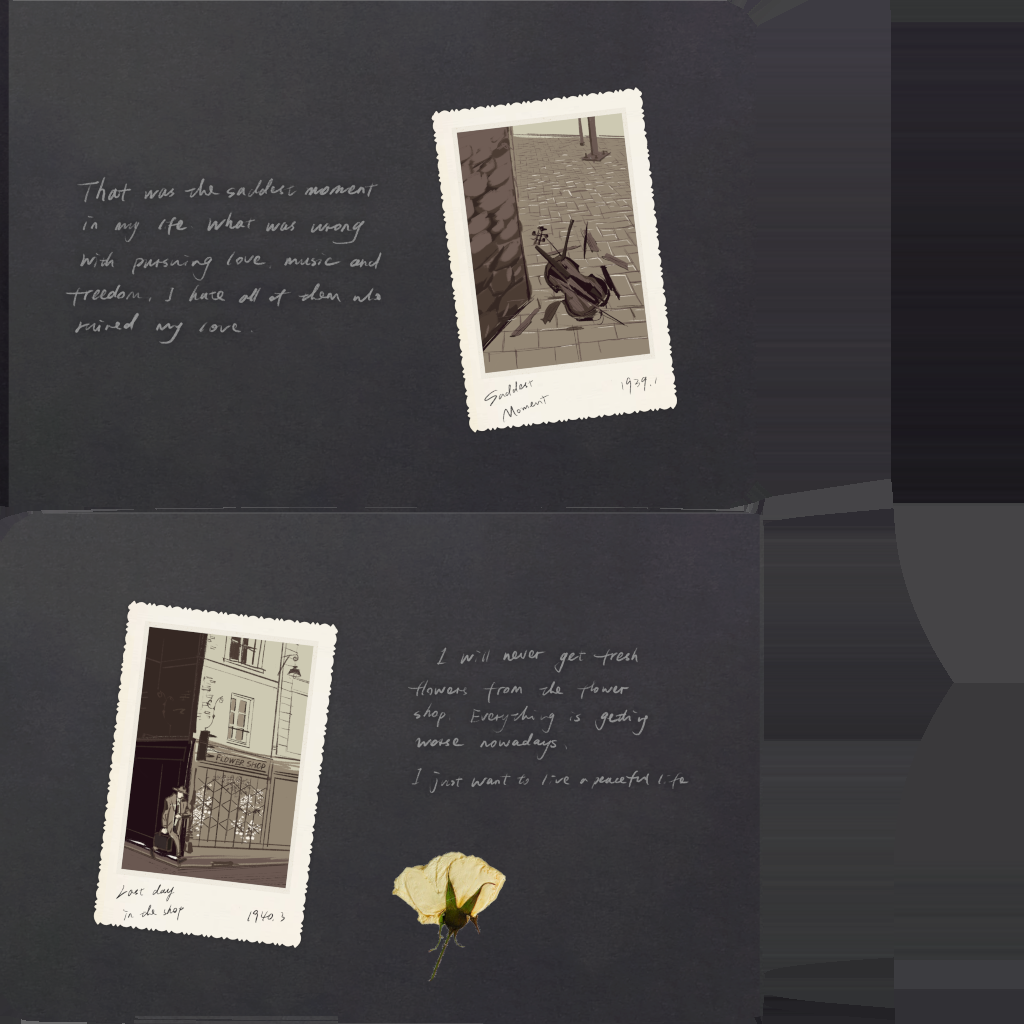 That was the saddest moment
in my life what was wrong
with pursuing love, music and
freedom. I hate all of them who
ruined my love.
Saddest
Moment
1939.1
FLOWER SHOP
Last day
in the shop
1940.3
I will never get fresh
flowers from the flower
shop. Everything is getting
worse nowadays.
I just want to live a peaceful life